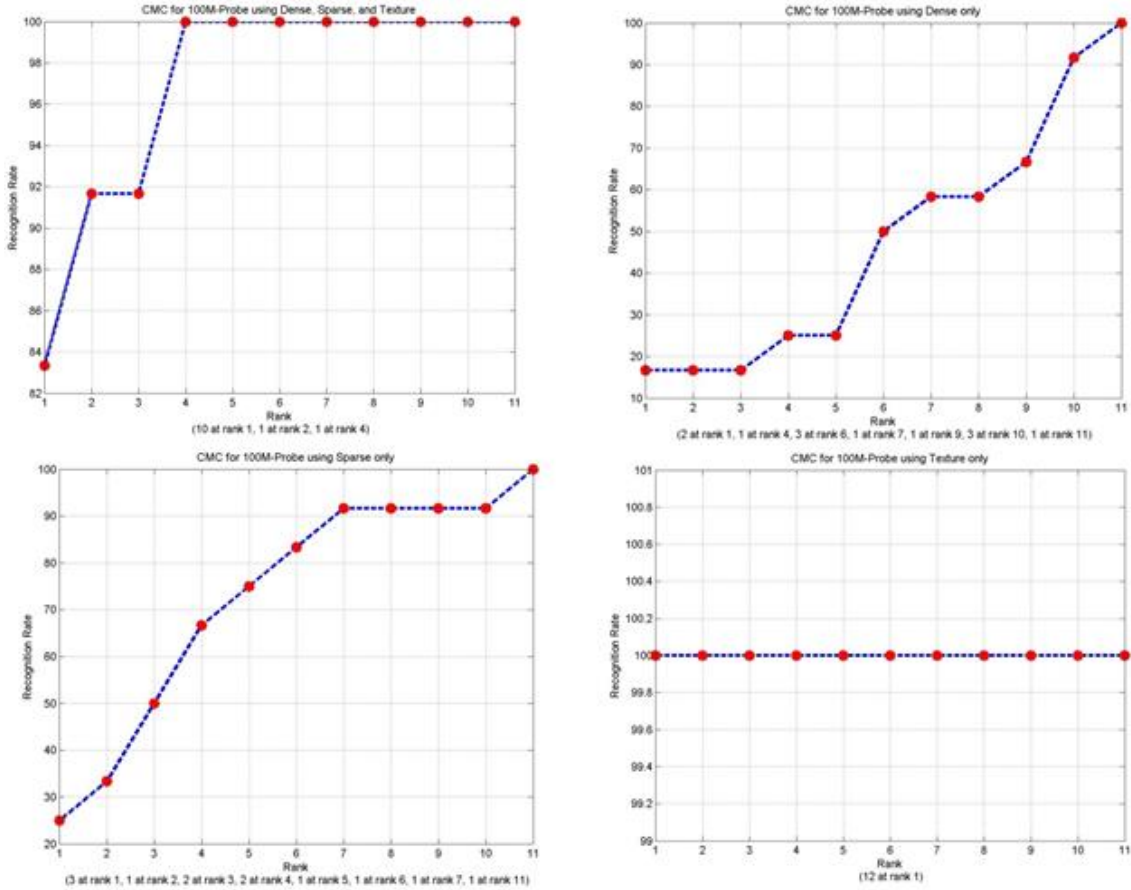 CMC for 100M-Probe using Dense, Sparse, and Texture
Recognition Rate
100
98
96
94
92
90
88
86
84
82
1 2 3 4 5 6 7 8 9 10 11
Rank
(10 at rank 1, 1 at rank 2, 1 at rank 4)
CMC for 100M-Probe using Dense only
Recognition Rate
100
90
80
70
60
50
40
30
20
10
1 2 3 4 5 6 7 8 9 10 11
Rank
(2 at rank 1, 1 at rank 4, 3 at rank 6, 1 at rank 7, 1 at rank 9, 3 at rank 10, 1 at rank 11)
CMC for 100M-Probe using Sparse only
Recognition Rate
100
90
80
70
60
50
40
30
20
1 2 3 4 5 6 7 8 9 10 11
Rank
(3 at rank 1, 1 at rank 2, 2 at rank 3, 2 at rank 4, 1 at rank 5, 1 at rank 6, 1 at rank 7, 1 at rank 11)
CMC for 100M-Probe using Texture only
Recognition Rate
101
100.8
100.6
100.4
100.2
100
99.8
99.6
99.4
99.2
99
1 2 3 4 5 6 7 8 9 10 11
Rank
(12 at rank 1)